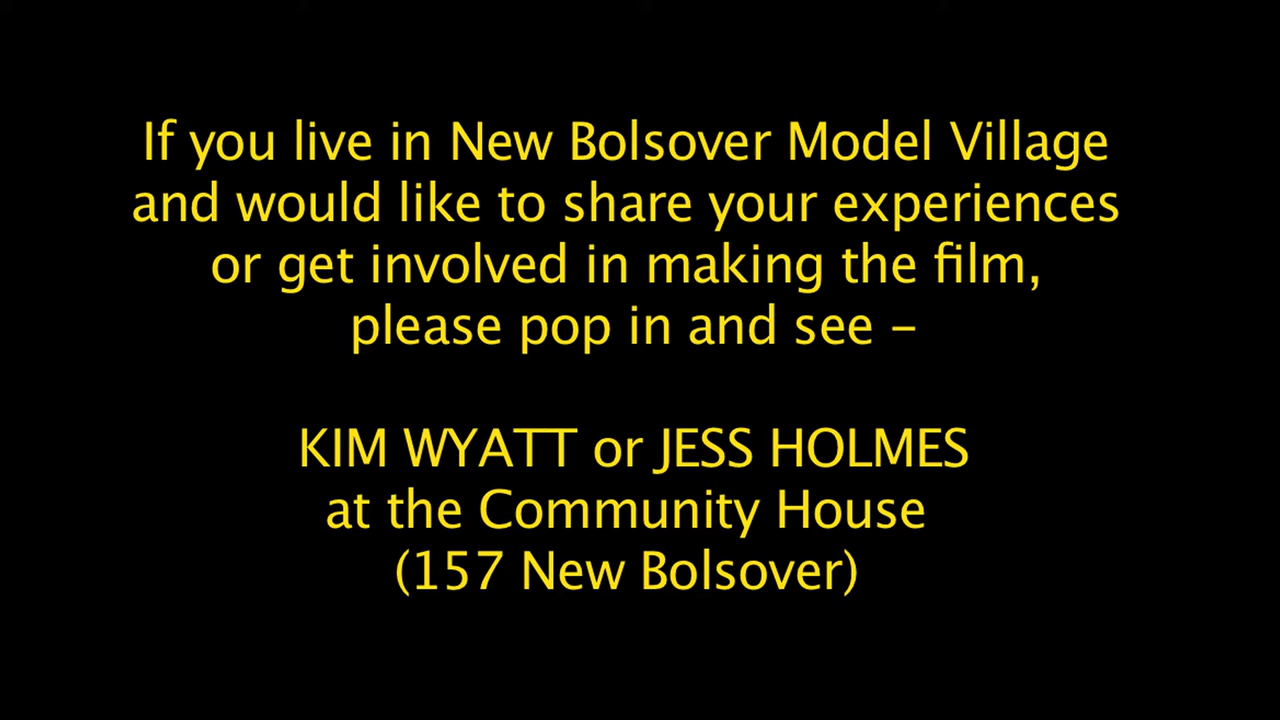 If you live in New Bolsover Model Village
and would like to share your experiences
or get involved in making the film,
please pop in and see –
KIM WYATT or JESS HOLMES
at the Community House
(157 New Bolsover)